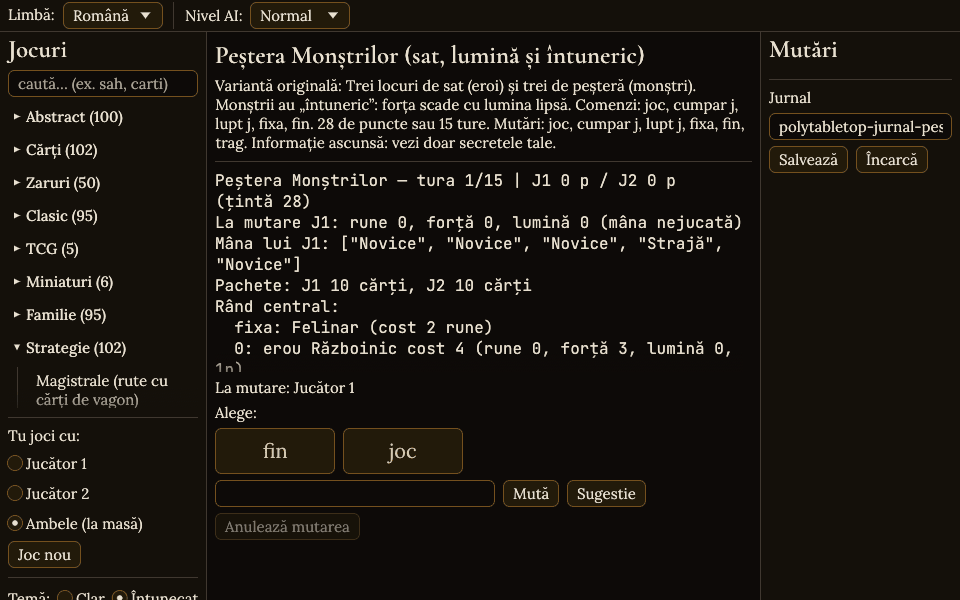 Limbă: Română ▼ Nivel AI: Normal ▼
Jocuri
caută... (ex. sah, carti)
▸ Abstract (100)
▸ Cărți (102)
▸ Zaruri (50)
▸ Clasic (95)
▸ TCG (5)
▸ Miniaturi (6)
▸ Familie (95)
▾ Strategie (102)
Magistrale (rute cu
cărți de vagon)
Tu joci cu:
Jucător 1
Jucător 2
Ambele (la masă)
Joc nou
Temă: Clar Întunecat
Peștera Monștrilor (sat, lumină și întuneric)
Variantă originală: Trei locuri de sat (eroi) și trei de peșteră (monștri).
Monștrii au „întuneric”: forța scade cu lumina lipsă. Comenzi: joc, cumpar j,
lupt j, fixa, fin. 28 de puncte sau 15 ture. Mutări: joc, cumpar j, lupt j, fixa, fin,
trag. Informație ascunsă: vezi doar secretele tale.
Peștera Monștrilor — tura 1/15 | J1 0 p / J2 0 p
(țintă 28)
La mutare J1: rune 0, forță 0, lumină 0 (mâna nejucată)
Mâna lui J1: ["Novice", "Novice", "Novice", "Strajă",
"Novice"]
Pachete: J1 10 cărți, J2 10 cărți
Rând central:
fixa: Felinar (cost 2 rune)
0: erou Războinic cost 4 (rune 0, forță 3, lumină 0,
1p)
La mutare: Jucător 1
Alege:
fin joc
Mută Sugestie
Anulează mutarea
Mutări
Jurnal
polytabletop-jurnal-pes
Salvează Încarcă